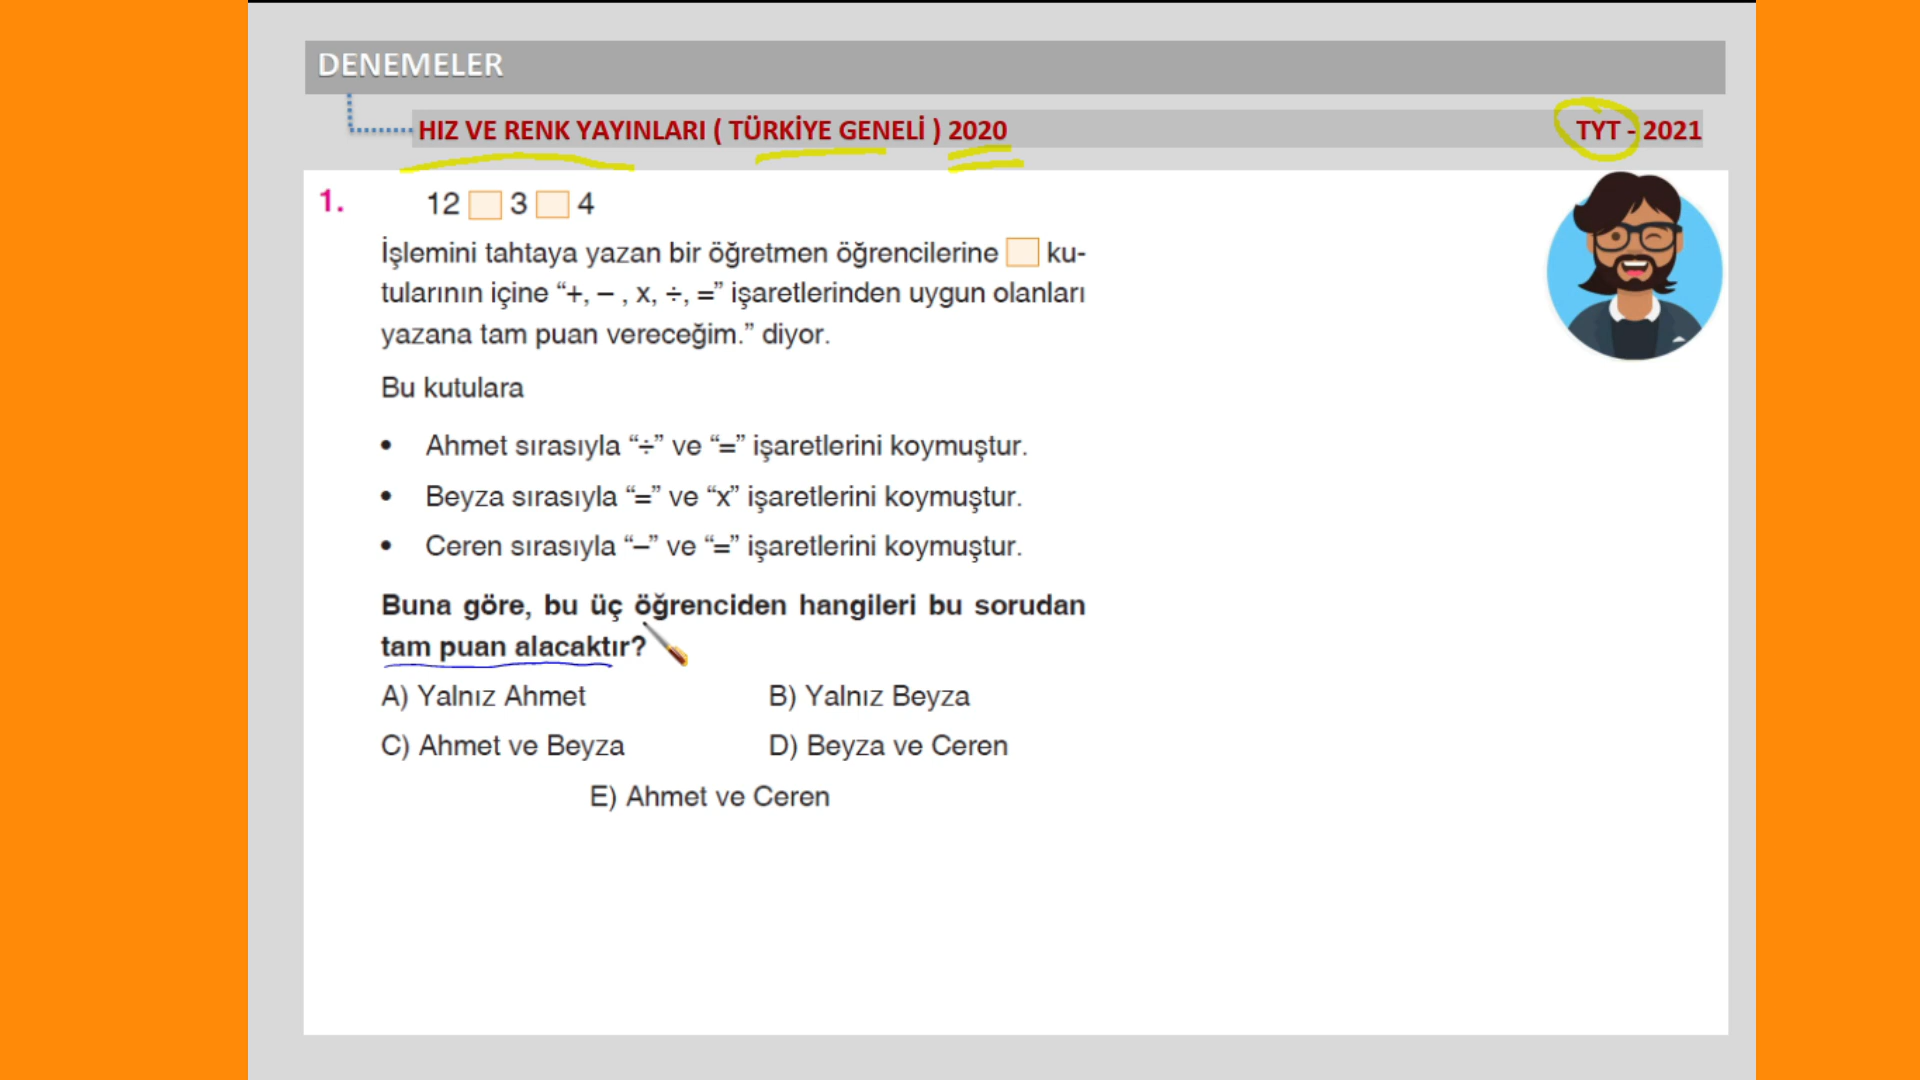 DENEMELER
HIZ VE RENK YAYINLARI ( TÜRKİYE GENELİ ) 2020
TYT - 2021
1. 12 □ 3 □ 4
İşlemini tahtaya yazan bir öğretmen öğrencilerine □ ku-
tularının içine “+, – , x, ÷, =” işaretlerinden uygun olanları
yazana tam puan vereceğim.” diyor.
Bu kutulara
• Ahmet sırasıyla “÷” ve “=” işaretlerini koymuştur.
• Beyza sırasıyla “=” ve “x” işaretlerini koymuştur.
• Ceren sırasıyla “–” ve “=” işaretlerini koymuştur.
Buna göre, bu üç öğrenciden hangileri bu sorudan
tam puan alacaktır?
A) Yalnız Ahmet B) Yalnız Beyza
C) Ahmet ve Beyza D) Beyza ve Ceren
E) Ahmet ve Ceren